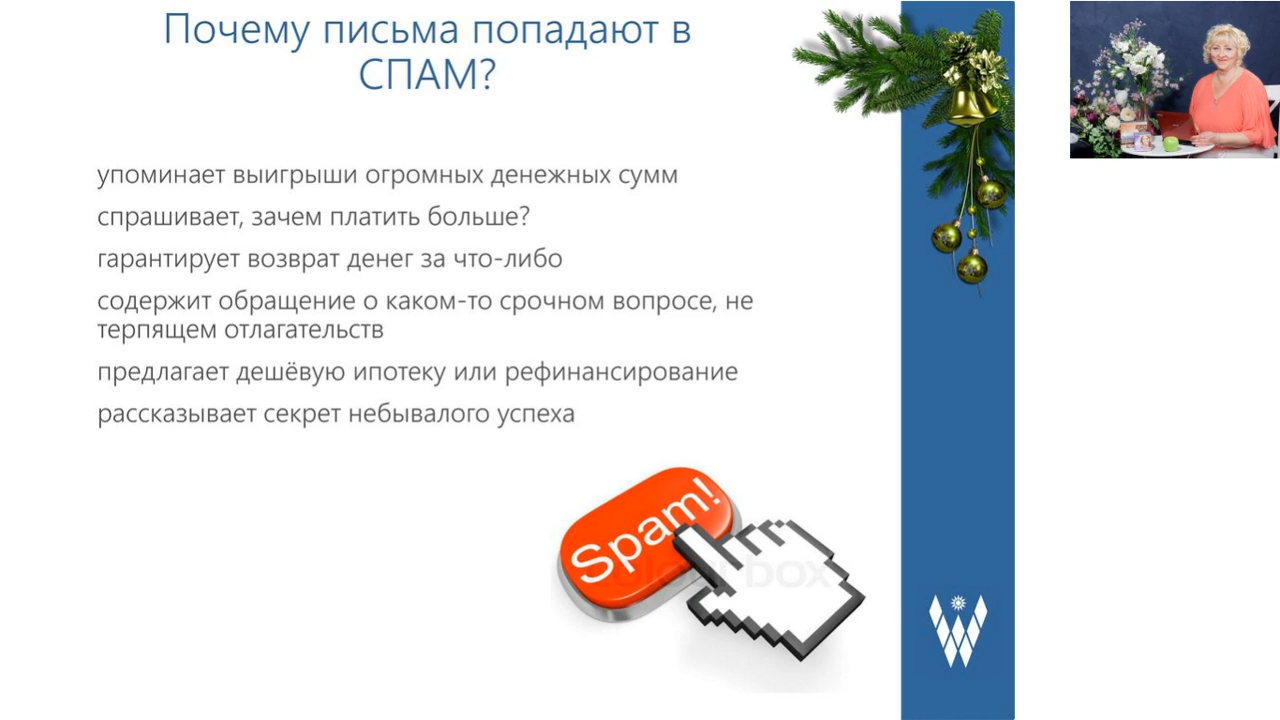 Почему письма попадают в
СПАМ?
упоминает выигрыши огромных денежных сумм
спрашивает, зачем платить больше?
гарантирует возврат денег за что-либо
содержит обращение о каком-то срочном вопросе, не
терпящем отлагательств
предлагает дешёвую ипотеку или рефинансирование
рассказывает секрет небывалого успеха
Spam!
box